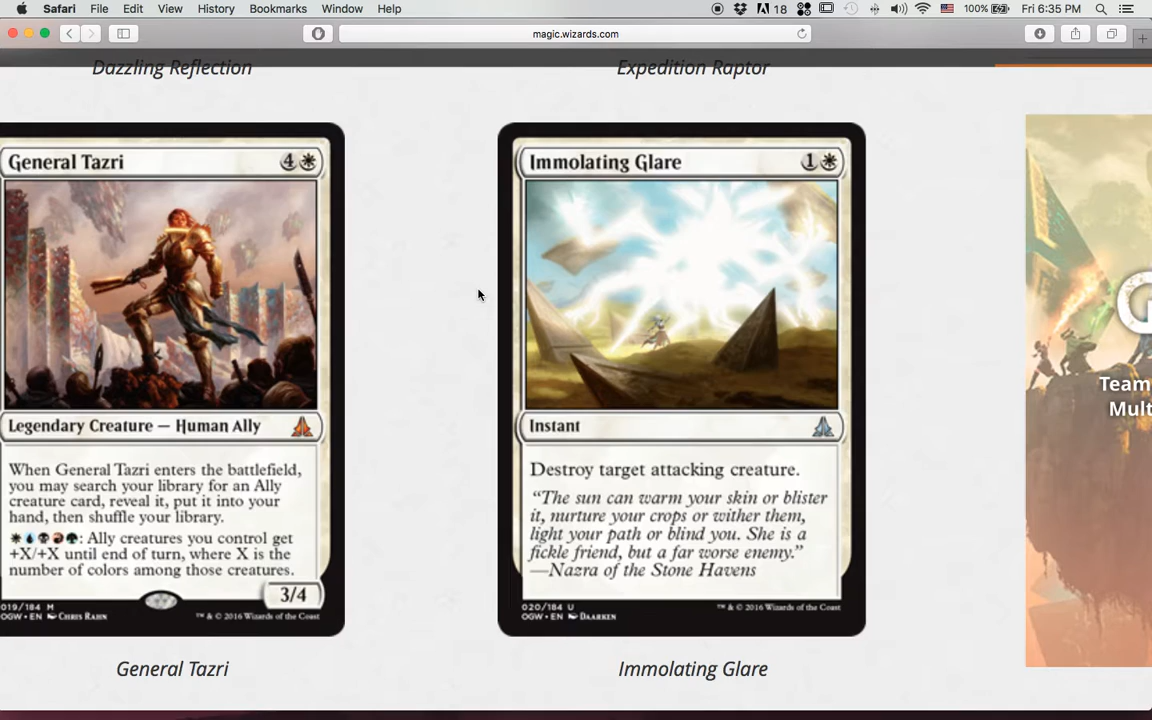 Safari File Edit View History Bookmarks Window Help 18 100% Fri 6:35 PM
magic.wizards.com
Dazzling Reflection
Expedition Raptor
General Tazri 4
Legendary Creature — Human Ally
When General Tazri enters the battlefield,
you may search your library for an Ally
creature card, reveal it, put it into your
hand, then shuffle your library.
: Ally creatures you control get
+X/+X until end of turn, where X is the
number of colors among those creatures.
3/4
019/184 M
OGW • EN Chris Rahn ™ & © 2016 Wizards of the Coast
General Tazri
Immolating Glare 1
Instant
Destroy target attacking creature.
“The sun can warm your skin or blister
it, nurture your crops or wither them,
light your path or blind you. She is a
fickle friend, but a far worse enemy.”
—Nazra of the Stone Havens
020/184 U
OGW • EN Daarken ™ & © 2016 Wizards of the Coast
Immolating Glare
G
Team
Mult